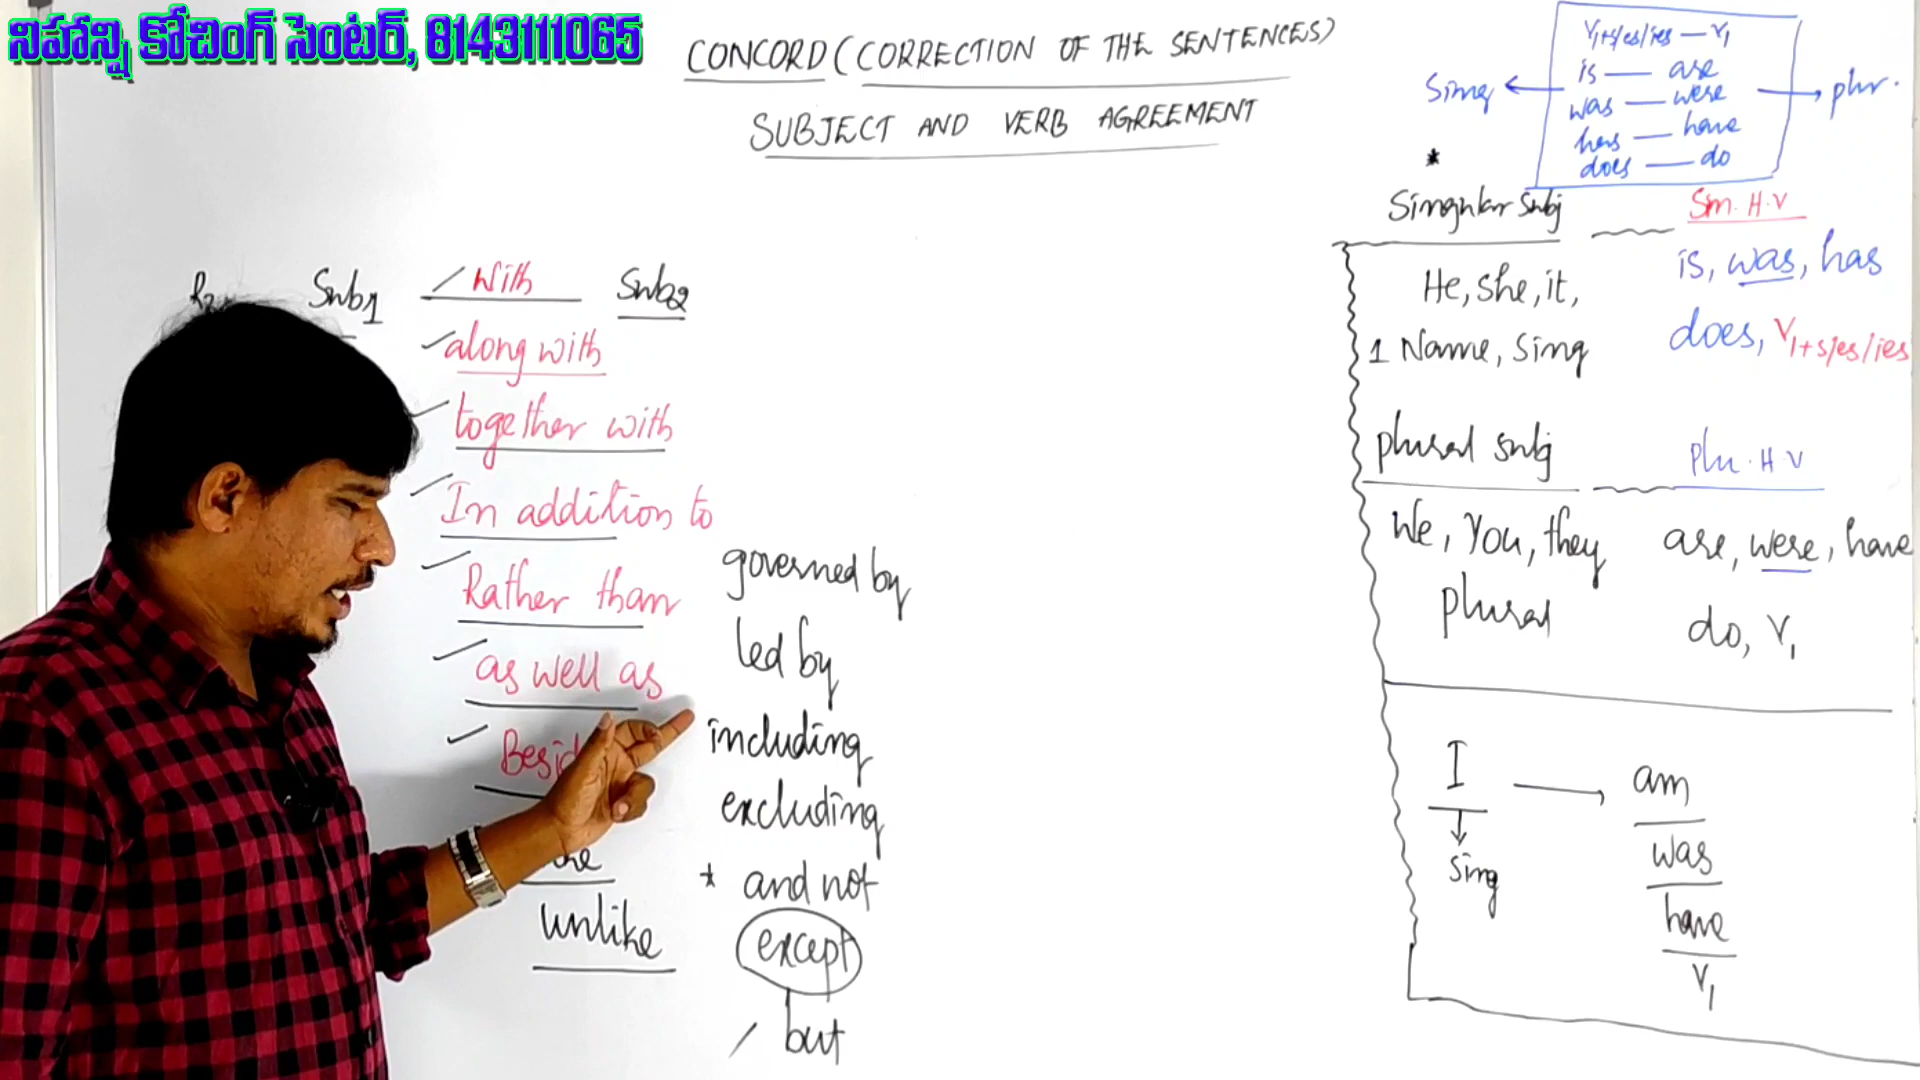 నిహాన్షి కోచింగ్ సెంటర్, 8143111065
CONCORD (CORRECTION OF THE SENTENCES)
SUBJECT AND VERB AGREEMENT
V1+s/es/ies — V1
is — are
was — were
has — have
does — do
Sing
plu.
*
Singular Subj
Sin. H.V
He, she, it,
1 Name, Sing
is, was, has
does, V1+s/es/ies
plural subj
Plu. H.V
We, you, they
plural
are, were, have
do, V1
I
Sing
am
was
have
V1
Sub1
with
Sub2
along with
together with
In addition to
Rather than
as well as
unlike
governed by
led by
including
excluding
* and not
except
but